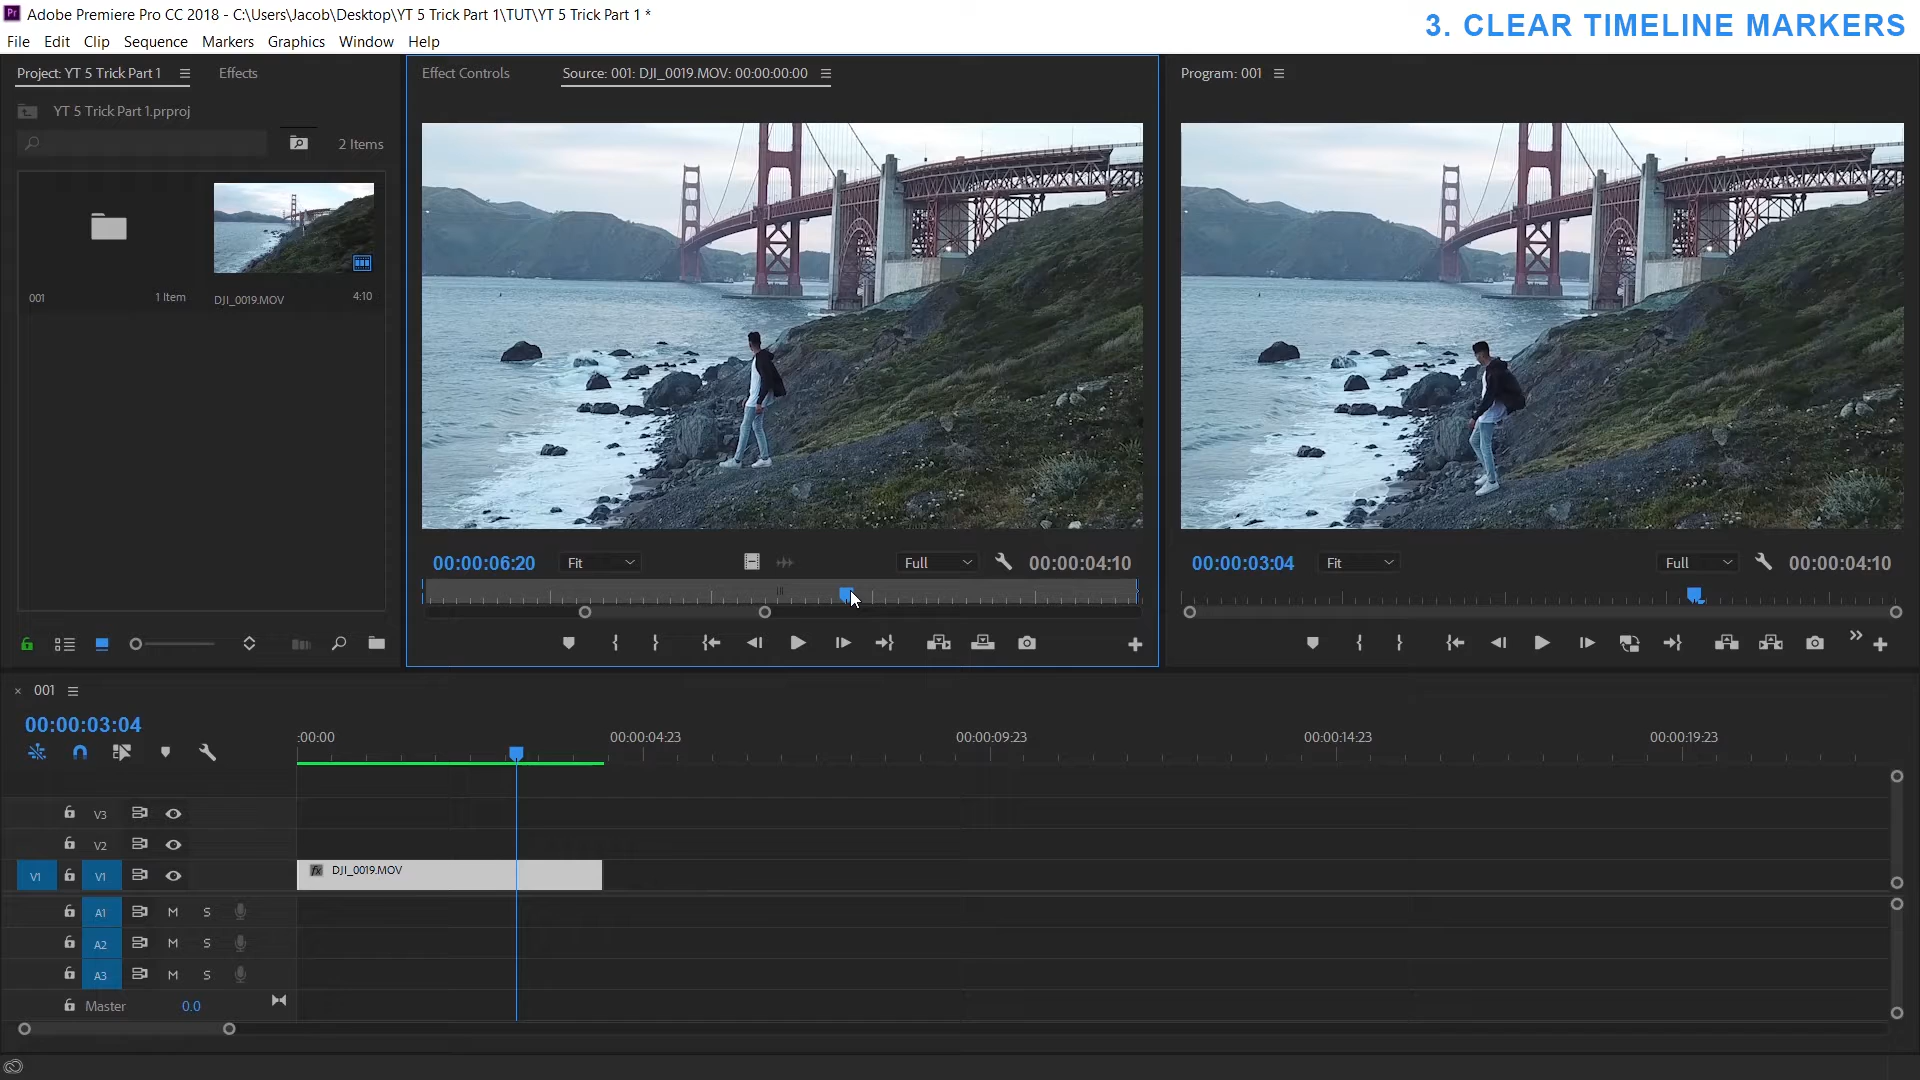 Adobe Premiere Pro CC 2018 - C:\Users\Jacob\Desktop\YT 5 Trick Part 1\TUT\YT 5 Trick Part 1 *
3. CLEAR TIMELINE MARKERS
File Edit Clip Sequence Markers Graphics Window Help
Project: YT 5 Trick Part 1
Effects
Effect Controls
Source: 001: DJI_0019.MOV: 00:00:00:00
Program: 001
YT 5 Trick Part 1.prproj
2 Items
001
1 Item
DJI_0019.MOV
4:10
00:00:06:20
Fit
Full
00:00:04:10
00:00:03:04
Fit
Full
00:00:04:10
× 001
00:00:03:04
:00:00
00:00:04:23
00:00:09:23
00:00:14:23
00:00:19:23
V3
V2
V1 V1
fx DJI_0019.MOV
A1 M S
A2 M S
A3 M S
Master 0.0